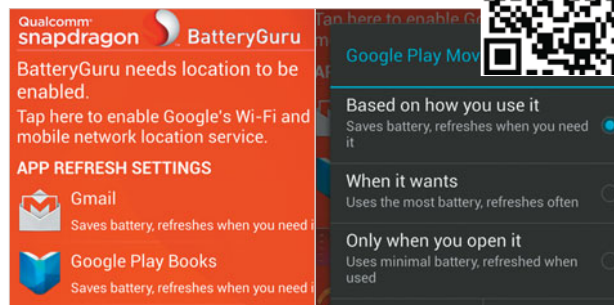 Qualcomm
snapdragon BatteryGuru
BatteryGuru needs location to be
enabled.
Tap here to enable Google's Wi-Fi and
mobile network location service.
APP REFRESH SETTINGS
Gmail
Saves battery, refreshes when you need i
Google Play Books
Saves battery, refreshes when you need i
Tap here to enable G
Google Play Mov
Based on how you use it
Saves battery, refreshes when you need
it
When it wants
Uses the most battery, refreshes often
Only when you open it
Uses minimal battery, refreshed when
used